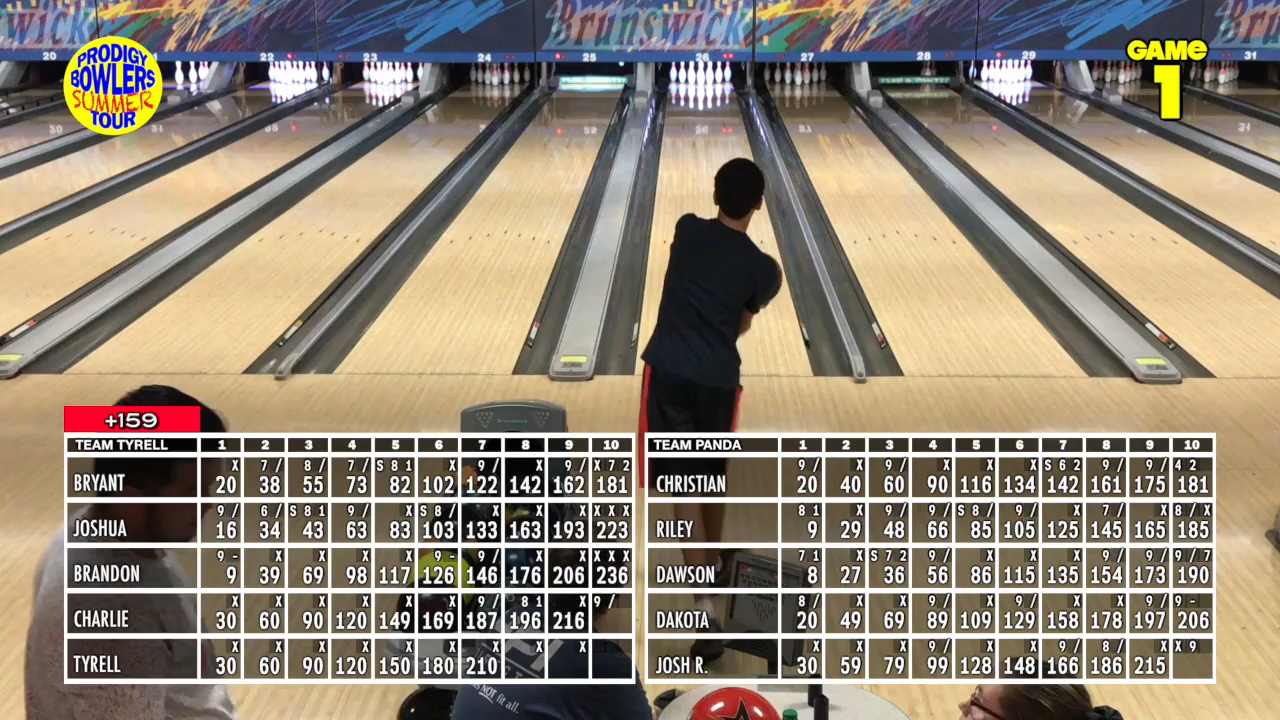 Brunswick
20 22 23 24 25 26 27 28 29 31
PRODIGY
BOWLERS
SUMMER
TOUR
GAME
1
+159
TEAM TYRELL 1 2 3 4 5 6 7 8 9 10
X 7 / 8 / 7 / S 8 1 X 9 / X 9 / X 7 2
BRYANT 20 38 55 73 82 102 122 142 162 181
9 / 6 / S 8 1 9 / X S 8 / X X X X X X
JOSHUA 16 34 43 63 83 103 133 163 193 223
9 - X X X X 9 - 9 / X X X X X
BRANDON 9 39 69 98 117 126 146 176 206 236
X X X X X X 9 / 8 1 X 9 /
CHARLIE 30 60 90 120 149 169 187 196 216
X X X X X X X X X
TYRELL 30 60 90 120 150 180 210
TEAM PANDA 1 2 3 4 5 6 7 8 9 10
9 / X 9 / X X X S 6 2 9 / 9 / 4 2
CHRISTIAN 20 40 60 90 116 134 142 161 175 181
8 1 X 9 / 9 / S 8 / 9 / X 7 / X 8 / X
RILEY 9 29 48 66 85 105 125 145 165 185
7 1 X S 7 2 9 / X X X 9 / 9 / 9 / 7
DAWSON 8 27 36 56 86 115 135 154 173 190
8 / X X 9 / X 9 / X X 9 / 9 -
DAKOTA 20 49 69 89 109 129 158 178 197 206
X X X 9 / X X 9 / 8 / X X 9
JOSH R. 30 59 79 99 128 148 166 186 215
NOT fit all.